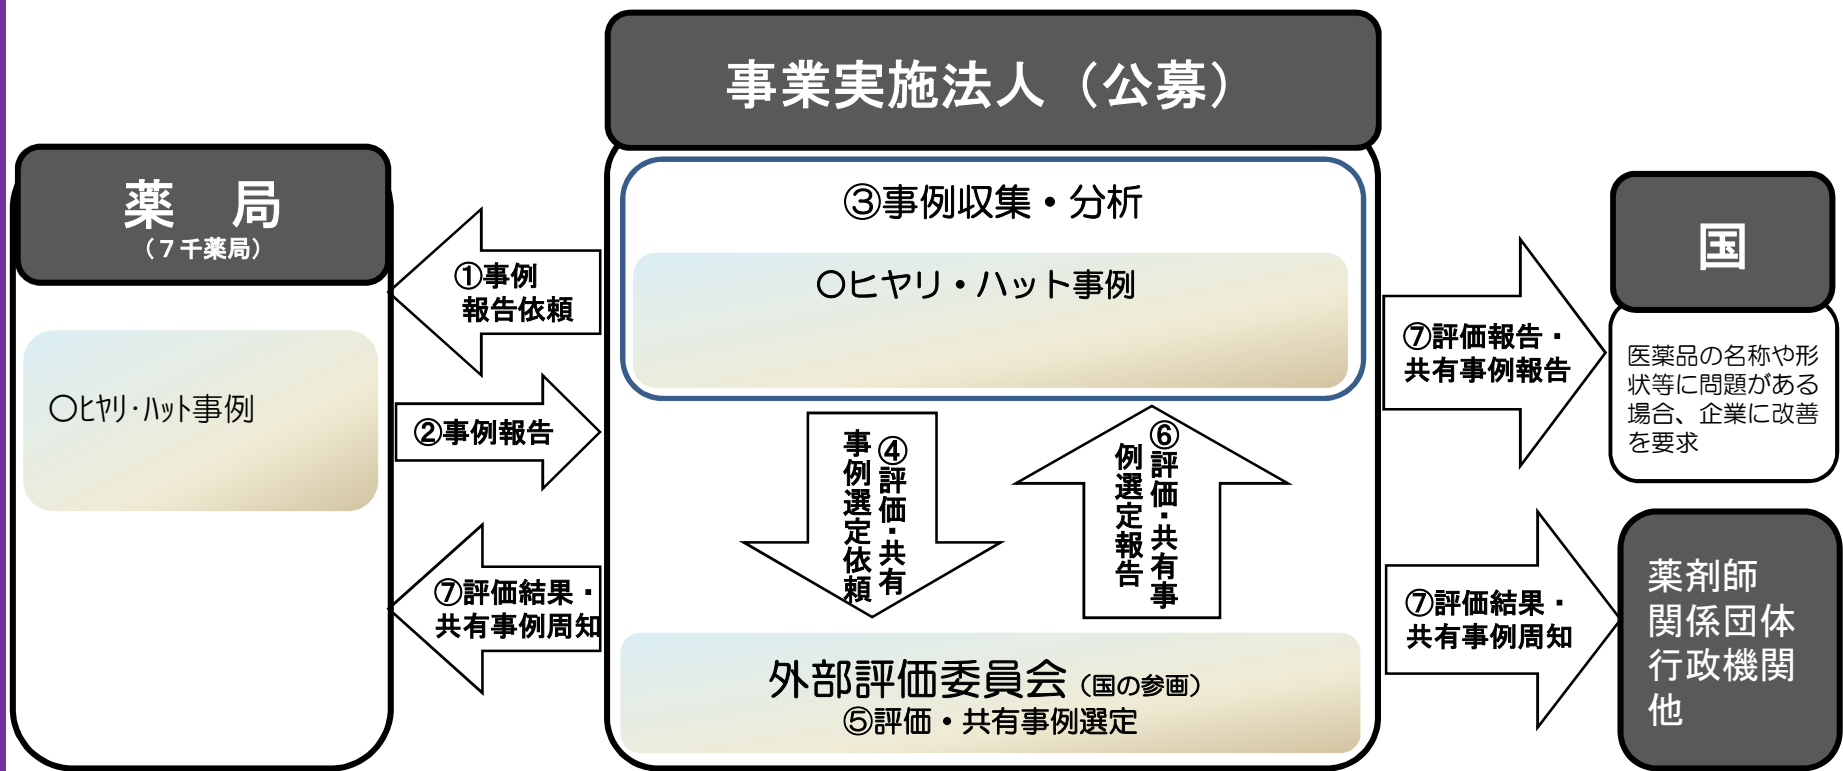 事業実施法人（公募）
薬　局
（７千薬局）
〇ﾋﾔﾘ・ﾊｯﾄ事例
①事例
報告依頼
②事例報告
⑦評価結果・
共有事例周知
③事例収集・分析
〇ヒヤリ・ハット事例
④評価・共有
事例選定依頼
⑥評価・共有事
例選定報告
外部評価委員会（国の参画）
⑤評価・共有事例選定
⑦評価報告・
共有事例報告
国
医薬品の名称や形
状等に問題がある
場合、企業に改善
を要求
⑦評価結果・
共有事例周知
薬剤師
関係団体
行政機関
他